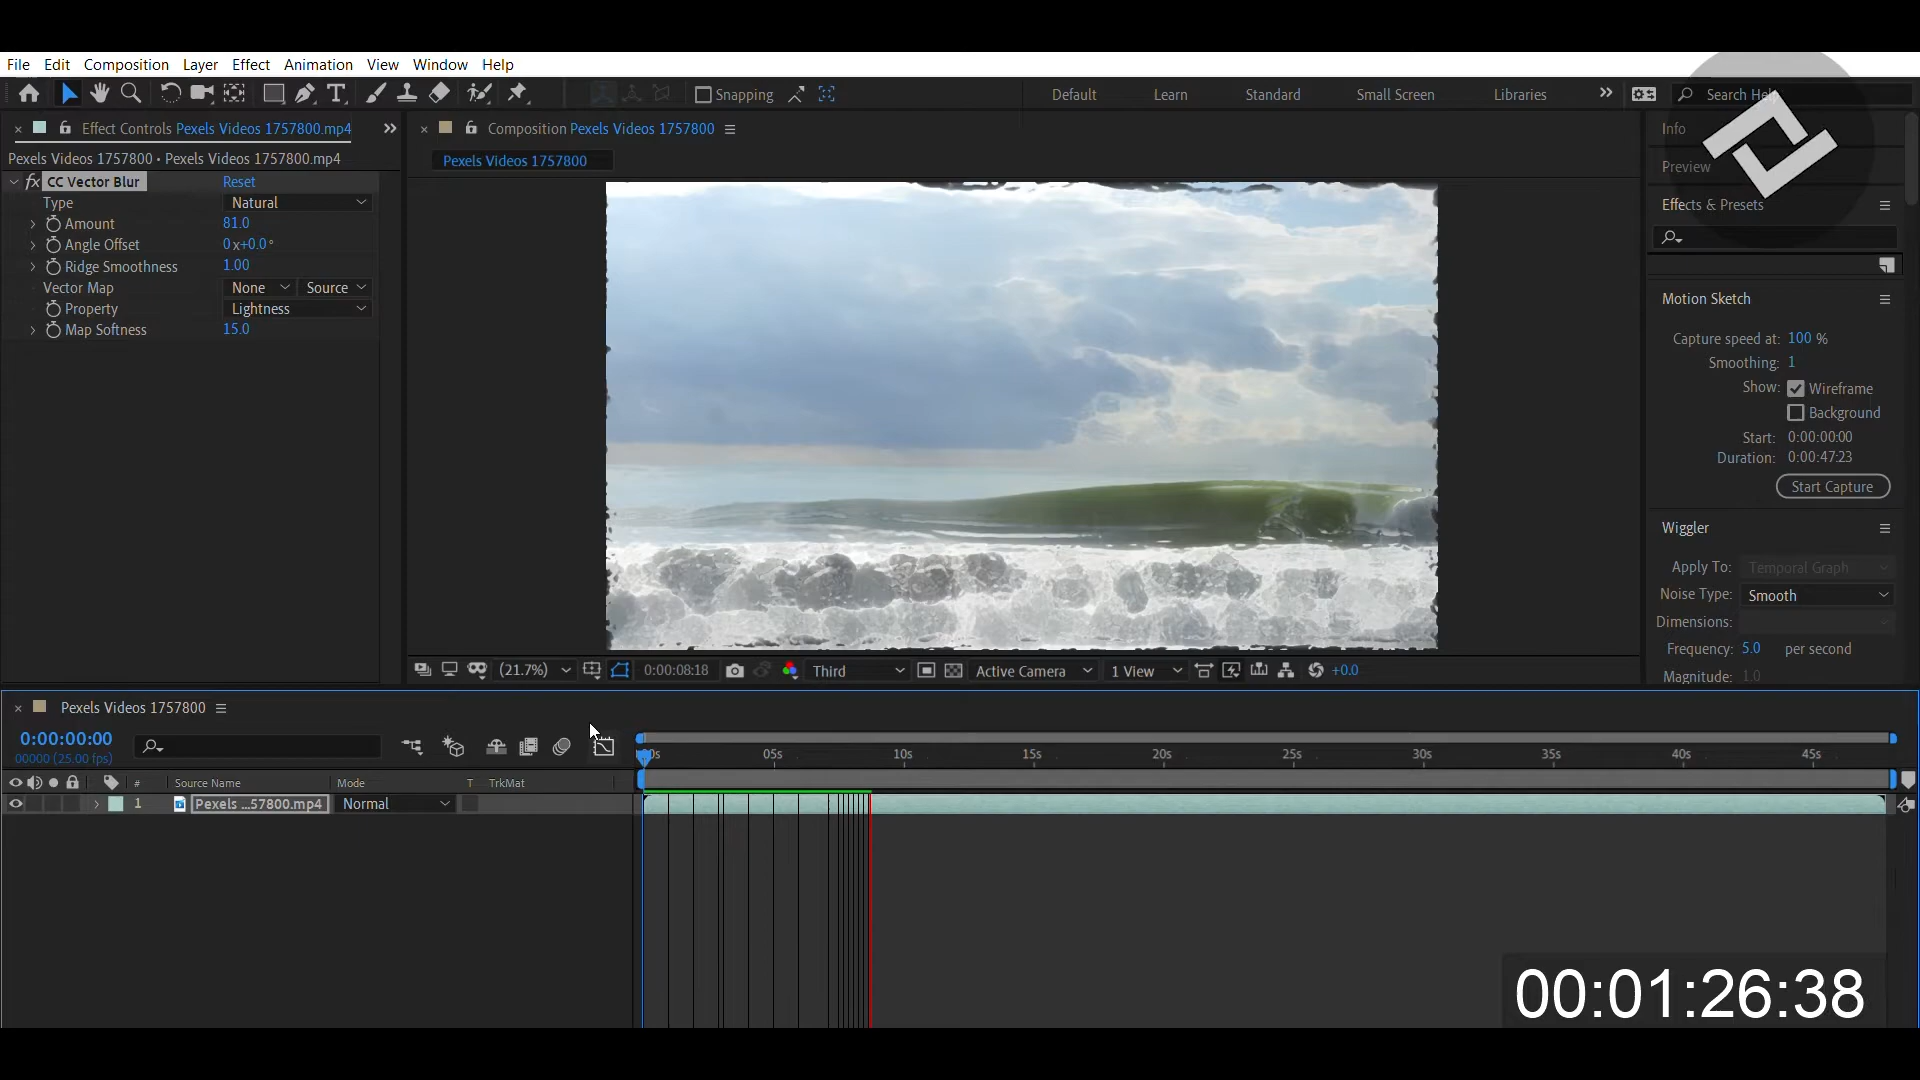 File Edit Composition Layer Effect Animation View Window Help
Snapping Default Learn Standard Small Screen Libraries Search Help
Effect Controls Pexels Videos 1757800.mp4
Pexels Videos 1757800 • Pexels Videos 1757800.mp4
fx CC Vector Blur Reset
Type Natural
Amount 81.0
Angle Offset 0x+0.0°
Ridge Smoothness 1.00
Vector Map None Source
Property Lightness
Map Softness 15.0
Composition Pexels Videos 1757800
Pexels Videos 1757800
(21.7%) 0:00:08:18 Third Active Camera 1 View +0.0
Info
Preview
Effects & Presets
Motion Sketch
Capture speed at: 100 %
Smoothing: 1
Show: Wireframe
Background
Start: 0:00:00:00
Duration: 0:00:47:23
Start Capture
Wiggler
Apply To: Temporal Graph
Noise Type: Smooth
Dimensions:
Frequency: 5.0 per second
Magnitude: 1.0
Pexels Videos 1757800
0:00:00:00
00000 (25.00 fps)
05s 10s 15s 20s 25s 30s 35s 40s 45s
# Source Name Mode T TrkMat
1 Pexels ...57800.mp4 Normal
00:01:26:38